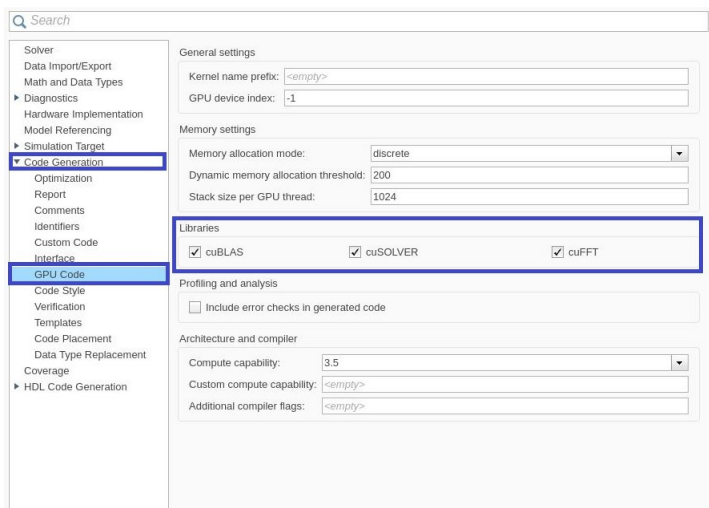 Search
Solver
Data Import/Export
Math and Data Types
Diagnostics
Hardware Implementation
Model Referencing
Simulation Target
Code Generation
Optimization
Report
Comments
Identifiers
Custom Code
Interface
GPU Code
Code Style
Verification
Templates
Code Placement
Data Type Replacement
Coverage
HDL Code Generation
General settings
Kernel name prefix: <empty>
GPU device index: -1
Memory settings
Memory allocation mode: discrete
Dynamic memory allocation threshold: 200
Stack size per GPU thread: 1024
Libraries
cuBLAS cuSOLVER cuFFT
Profiling and analysis
Include error checks in generated code
Architecture and compiler
Compute capability: 3.5
Custom compute capability: <empty>
Additional compiler flags: <empty>